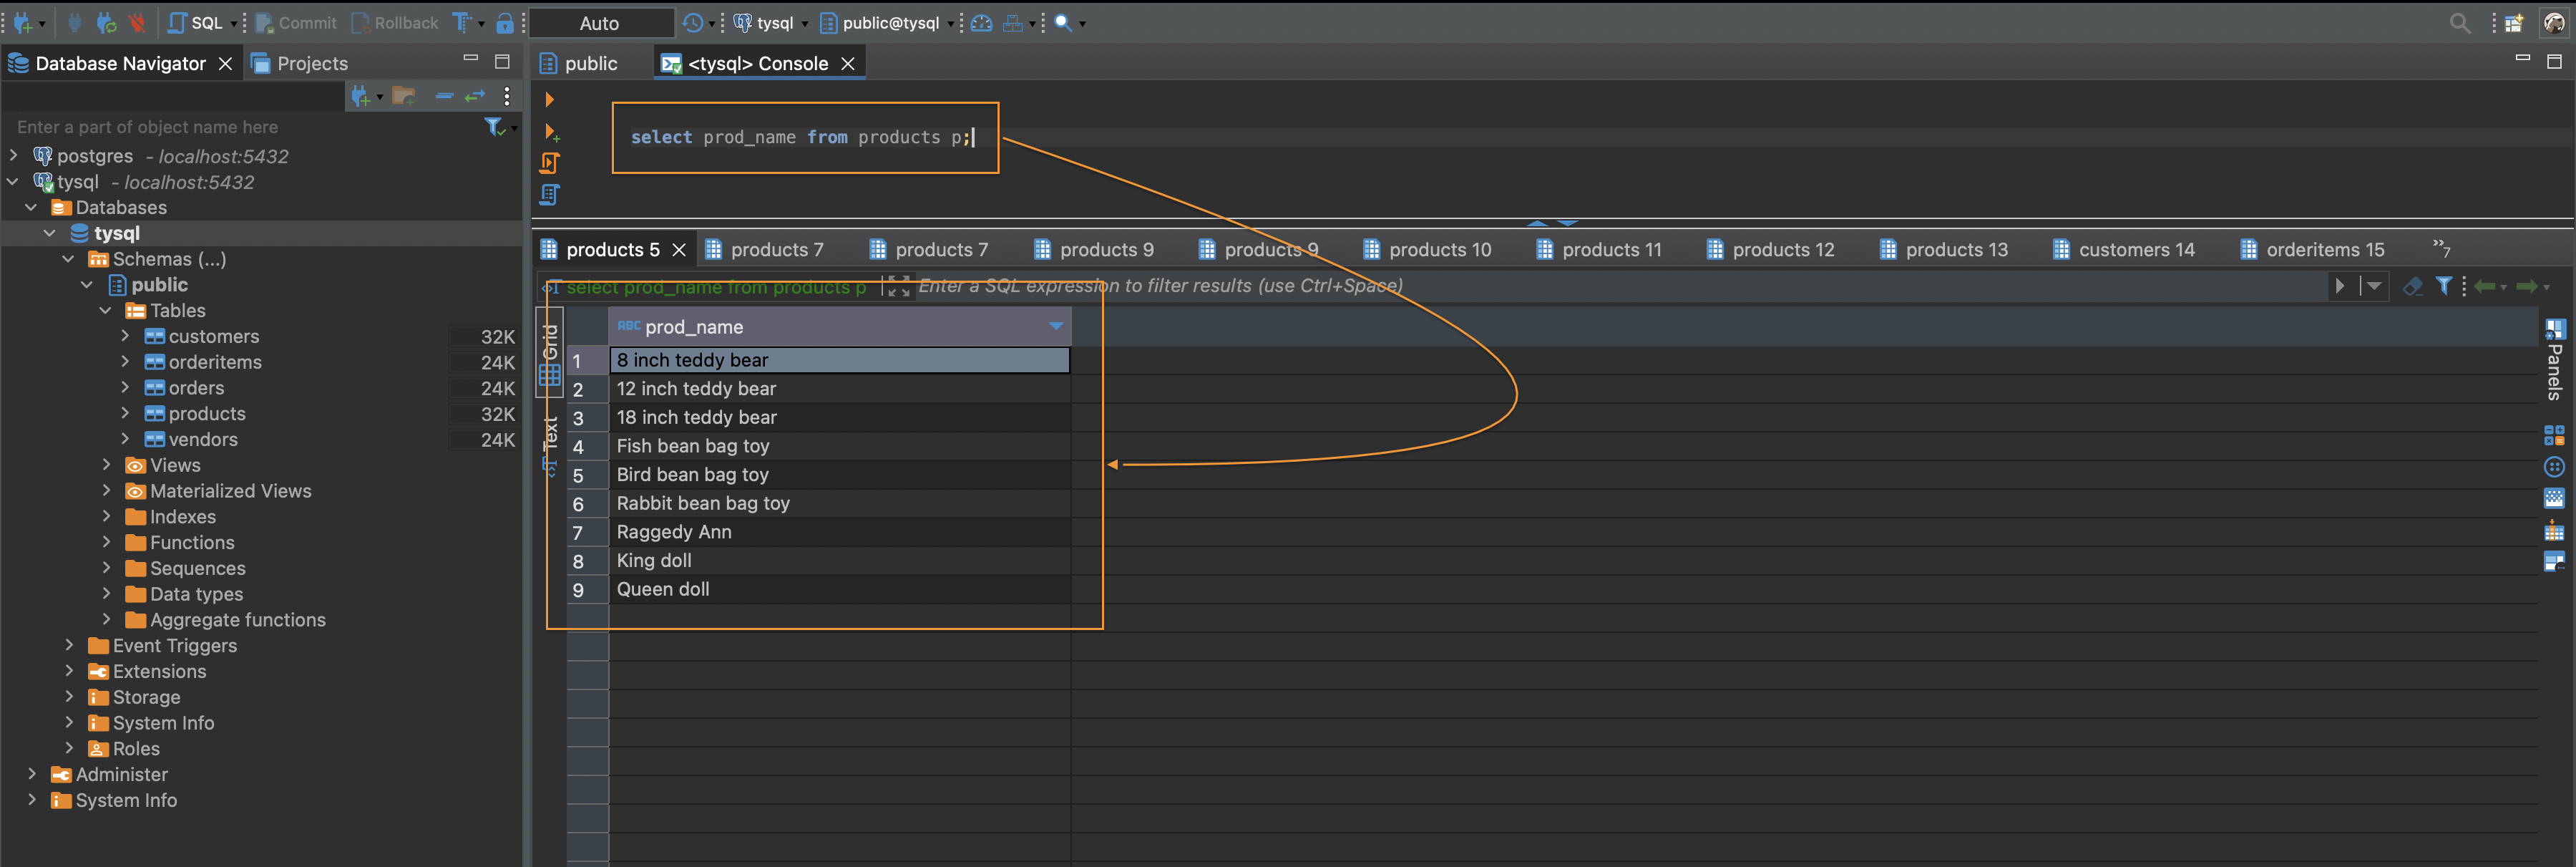 SQL
Commit
Rollback
Auto
tysql
public@tysql
Database Navigator
Projects
public
<tysql> Console
Enter a part of object name here
postgres - localhost:5432
tysql - localhost:5432
Databases
tysql
Schemas (...)
public
Tables
customers 32K
orderitems 24K
orders 24K
products 32K
vendors 24K
Views
Materialized Views
Indexes
Functions
Sequences
Data types
Aggregate functions
Event Triggers
Extensions
Storage
System Info
Roles
Administer
System Info
select prod_name from products p;
products 5
products 7
products 7
products 9
products 9
products 10
products 11
products 12
products 13
customers 14
orderitems 15
»7
select prod_name from products p
Enter a SQL expression to filter results (use Ctrl+Space)
Grid
Text
ABC prod_name
1 8 inch teddy bear
2 12 inch teddy bear
3 18 inch teddy bear
4 Fish bean bag toy
5 Bird bean bag toy
6 Rabbit bean bag toy
7 Raggedy Ann
8 King doll
9 Queen doll
Panels